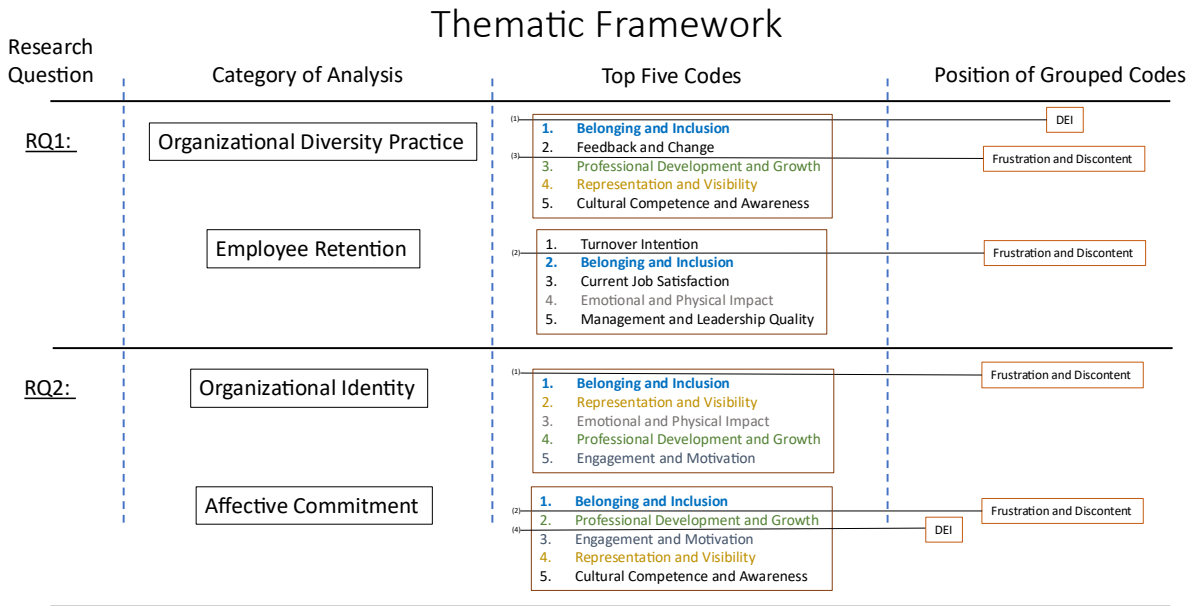 Thematic Framework
Research
Question
Category of Analysis
Top Five Codes
Position of Grouped Codes
RQ1:
Organizational Diversity Practice
(1)
DEI
1. Belonging and Inclusion
2. Feedback and Change
(3)
Frustration and Discontent
3. Professional Development and Growth
4. Representation and Visibility
5. Cultural Competence and Awareness
Employee Retention
1. Turnover Intention
(2)
Frustration and Discontent
2. Belonging and Inclusion
3. Current Job Satisfaction
4. Emotional and Physical Impact
5. Management and Leadership Quality
RQ2:
Organizational Identity
(1)
Frustration and Discontent
1. Belonging and Inclusion
2. Representation and Visibility
3. Emotional and Physical Impact
4. Professional Development and Growth
5. Engagement and Motivation
Affective Commitment
1. Belonging and Inclusion
(2)
Frustration and Discontent
2. Professional Development and Growth
(4)
DEI
3. Engagement and Motivation
4. Representation and Visibility
5. Cultural Competence and Awareness